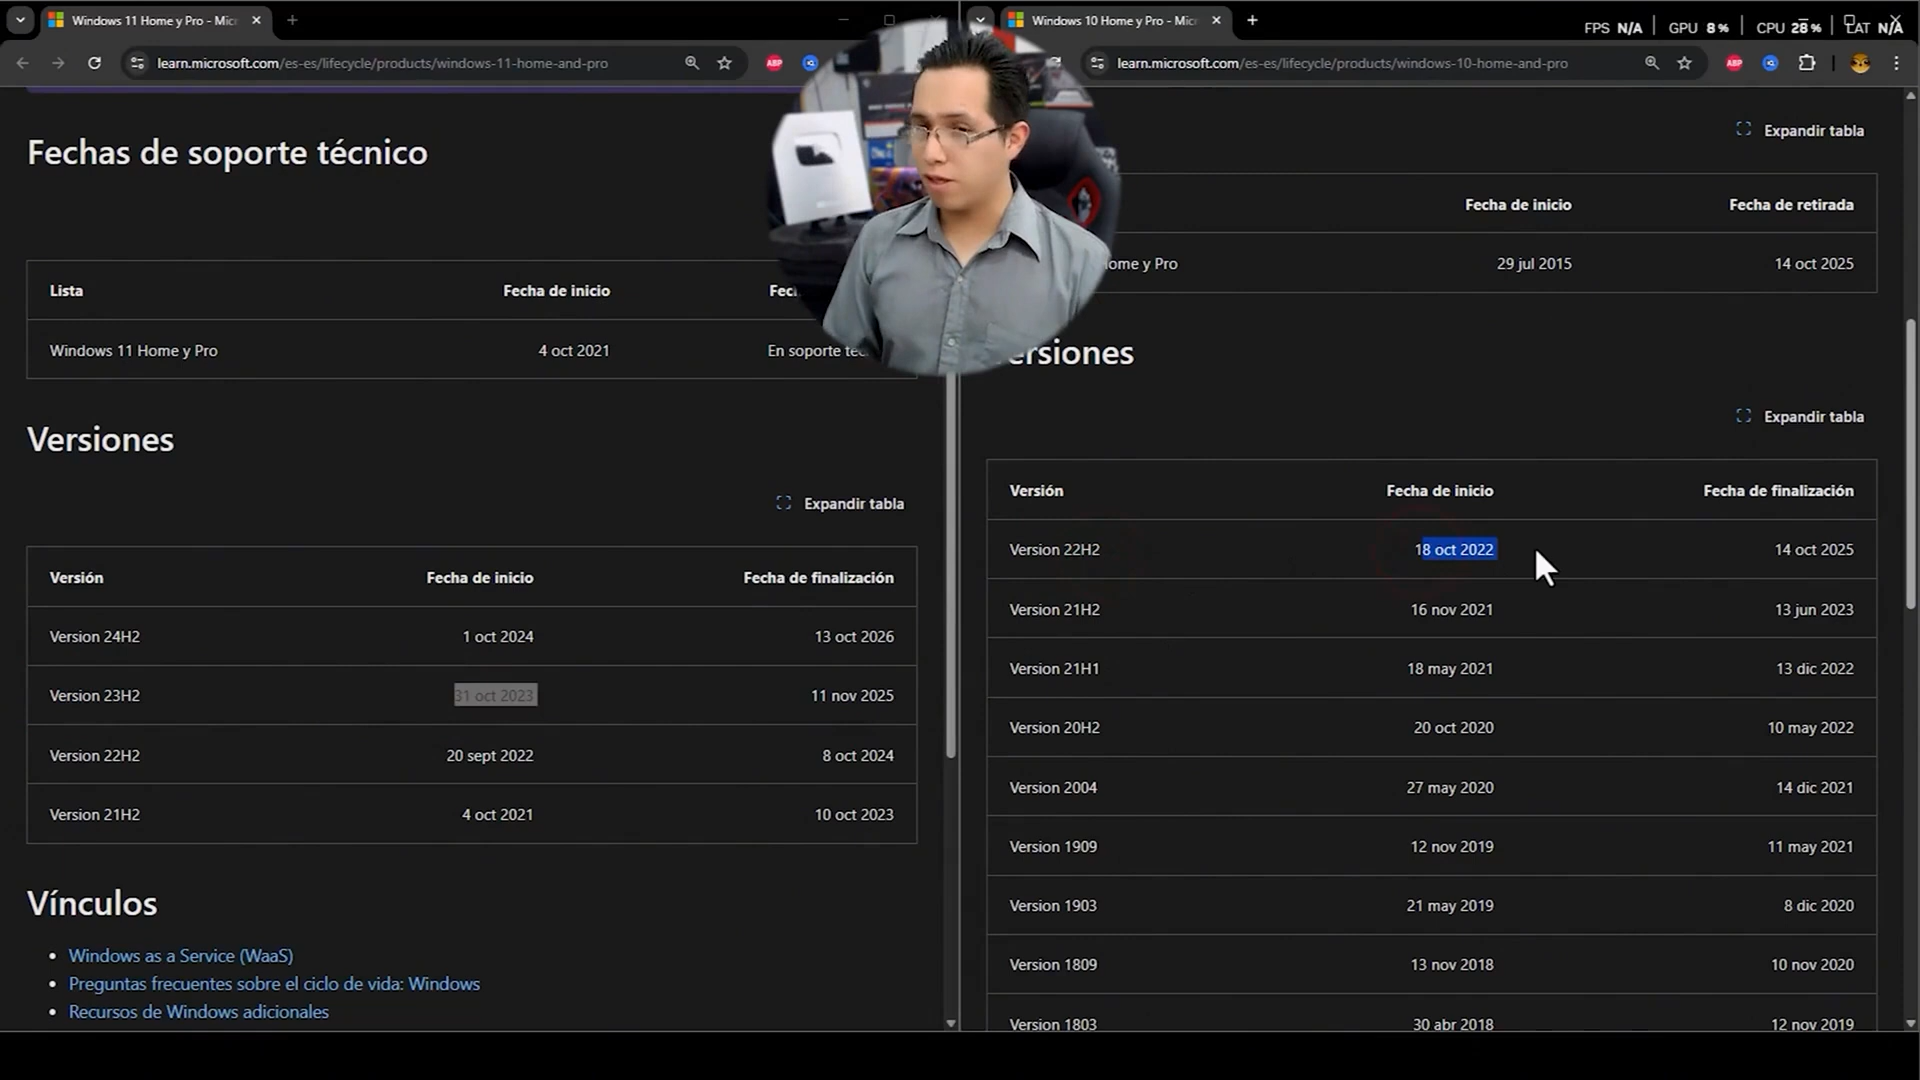 Windows 11 Home y Pro - Mic
Windows 10 Home y Pro - Mic
FPS N/A | GPU 8% | CPU 28% | LAT N/A
learn.microsoft.com/es-es/lifecycle/products/windows-11-home-and-pro
ABP
learn.microsoft.com/es-es/lifecycle/products/windows-10-home-and-pro
ABP
Fechas de soporte técnico
Lista Fecha de inicio
Windows 11 Home y Pro 4 oct 2021 En soporte
Versiones
Expandir tabla
Versión Fecha de inicio Fecha de finalización
Version 24H2 1 oct 2024 13 oct 2026
Version 23H2 31 oct 2023 11 nov 2025
Version 22H2 20 sept 2022 8 oct 2024
Version 21H2 4 oct 2021 10 oct 2023
Vínculos
• Windows as a Service (WaaS)
• Preguntas frecuentes sobre el ciclo de vida: Windows
• Recursos de Windows adicionales
Expandir tabla
Fecha de inicio Fecha de retirada
ome y Pro 29 jul 2015 14 oct 2025
ersiones
Expandir tabla
Versión Fecha de inicio Fecha de finalización
Version 22H2 18 oct 2022 14 oct 2025
Version 21H2 16 nov 2021 13 jun 2023
Version 21H1 18 may 2021 13 dic 2022
Version 20H2 20 oct 2020 10 may 2022
Version 2004 27 may 2020 14 dic 2021
Version 1909 12 nov 2019 11 may 2021
Version 1903 21 may 2019 8 dic 2020
Version 1809 13 nov 2018 10 nov 2020
Version 1803 30 abr 2018 12 nov 2019